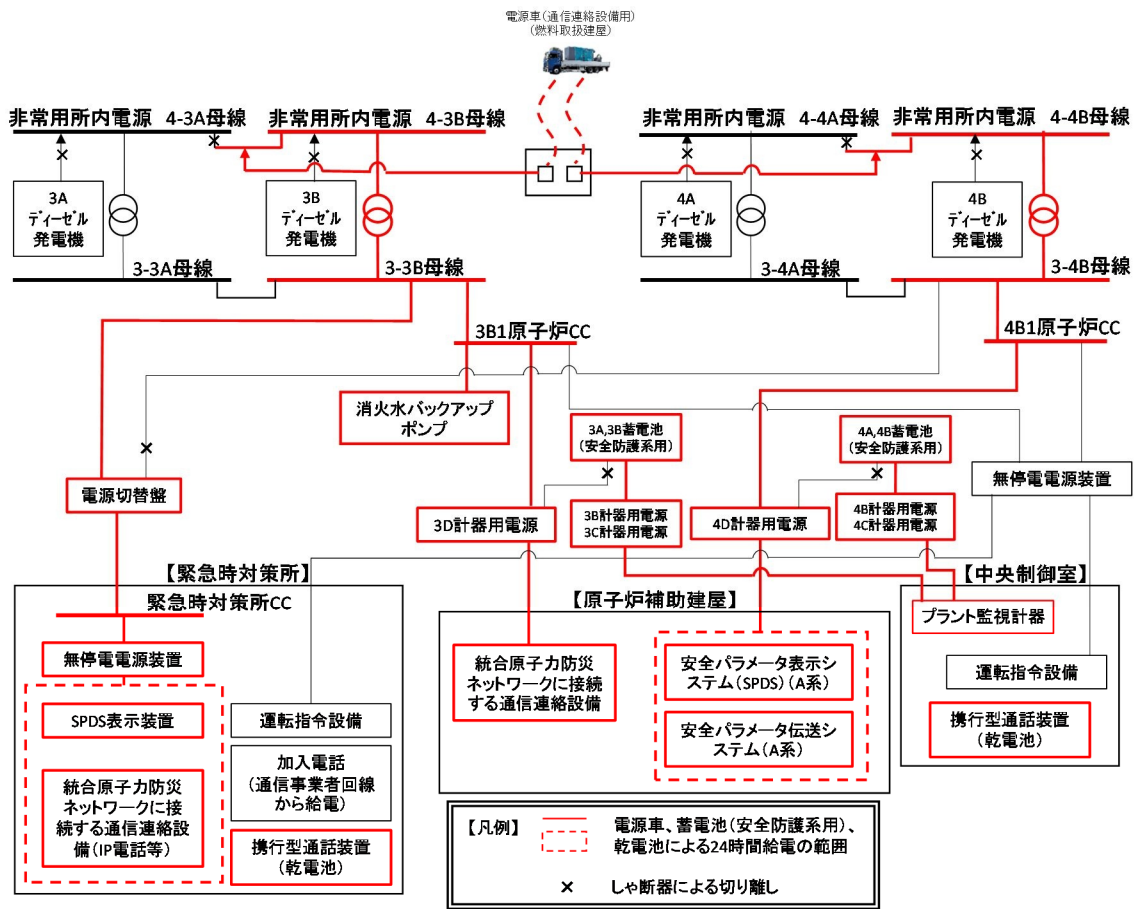 電源車(通信連絡設備用)
(燃料取扱建屋)
非常用所内電源 4-3A母線
非常用所内電源 4-3B母線
非常用所内電源 4-4A母線
非常用所内電源 4-4B母線
3A
ディーゼル
発電機
3B
ディーゼル
発電機
4A
ディーゼル
発電機
4B
ディーゼル
発電機
3-3A母線
3-3B母線
3-4A母線
3-4B母線
3B1原子炉CC
4B1原子炉CC
消火水バックアップ
ポンプ
3A,3B蓄電池
(安全防護系用)
4A,4B蓄電池
(安全防護系用)
無停電電源装置
電源切替盤
3D計器用電源
3B計器用電源
3C計器用電源
4D計器用電源
4B計器用電源
4C計器用電源
【緊急時対策所】
緊急時対策所CC
無停電電源装置
SPDS表示装置
統合原子力防災
ネットワークに接
続する通信連絡設
備(IP電話等)
運転指令設備
加入電話
(通信事業者回線
から給電)
携行型通話装置
(乾電池)
【原子炉補助建屋】
統合原子力防災
ネットワークに接続
する通信連絡設備
安全パラメータ表示シ
ステム(SPDS)(A系)
安全パラメータ伝送シ
ステム(A系)
【中央制御室】
プラント監視計器
運転指令設備
携行型通話装置
(乾電池)
【凡例】
電源車、蓄電池(安全防護系用)、
乾電池による24時間給電の範囲
× しゃ断器による切り離し